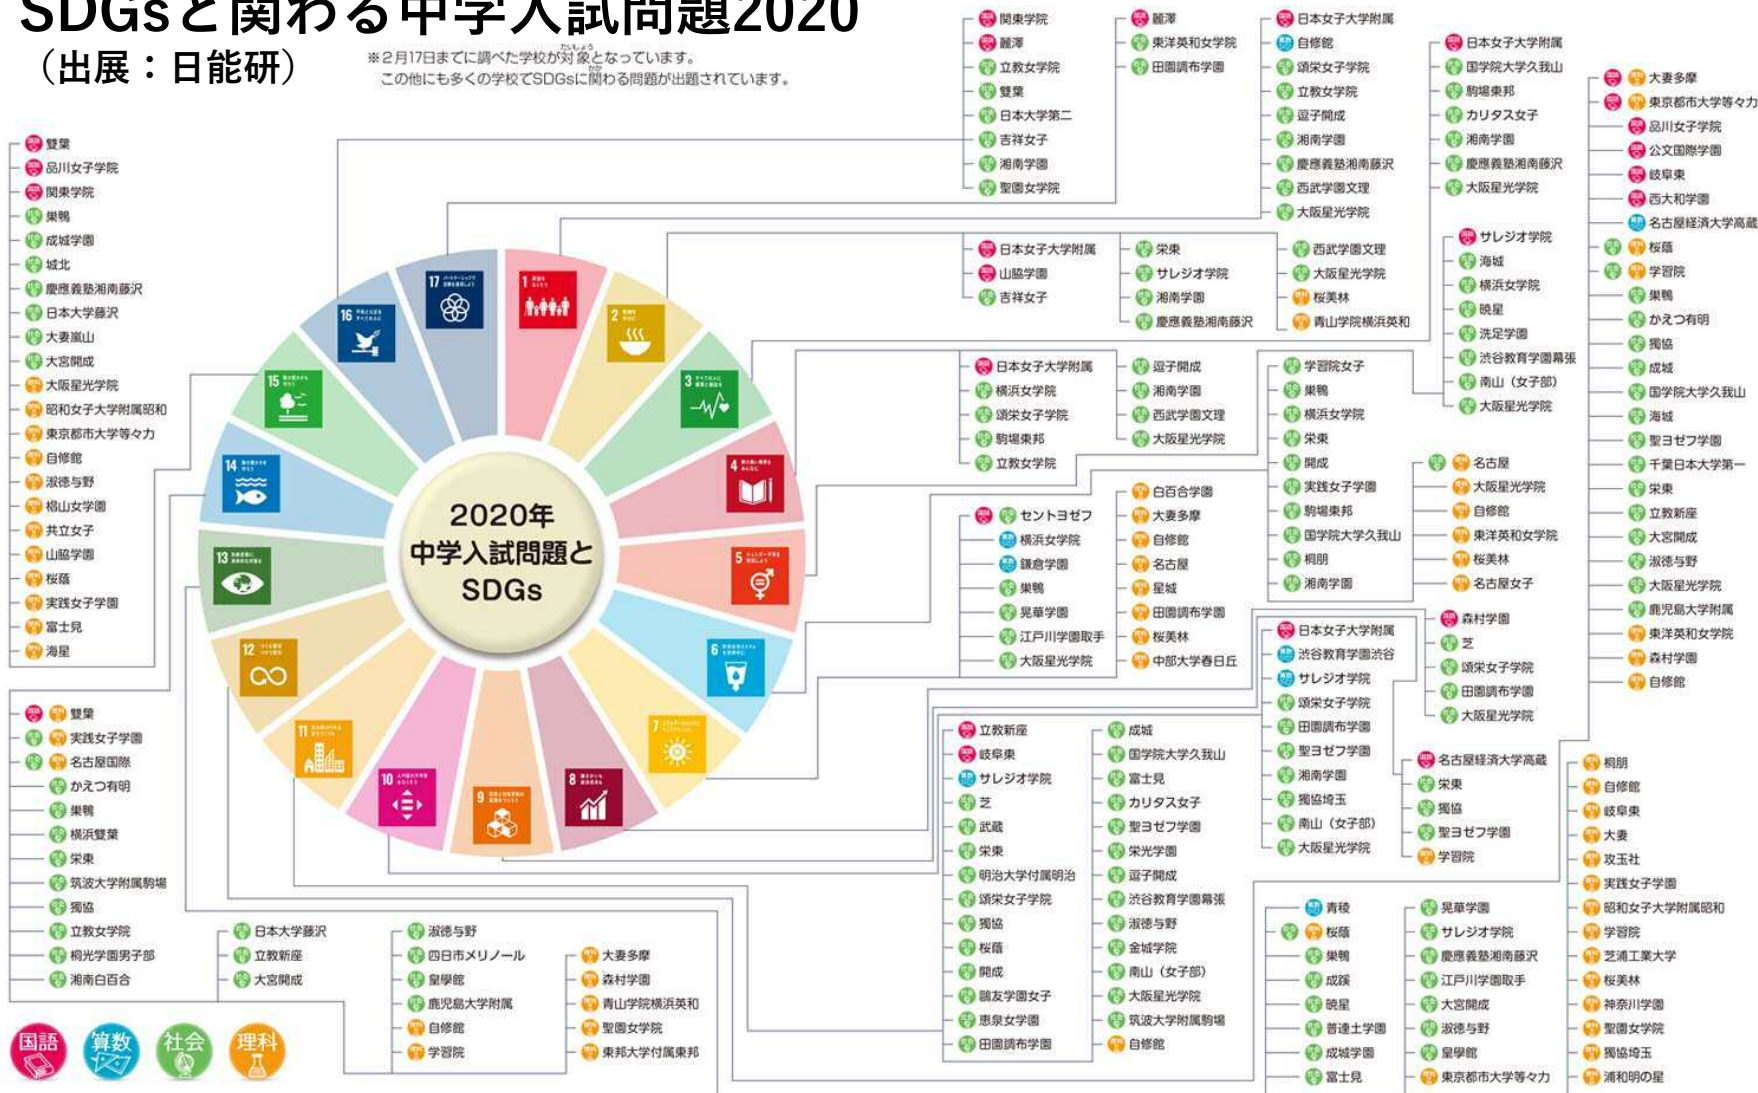 SDGsと関わる中学入試問題2020
（出展：日能研）
※2月17日までに調べた学校が対象となっています。
この他にも多くの学校でSDGsに関わる問題が出題されています。
2020年
中学入試問題と
SDGs
1
2
3
4
5
6
7
8
9
10
11
12
13
14
15
16
17
雙葉
品川女子学院
関東学院
巣鴨
成城学園
城北
慶應義塾湘南藤沢
日本大学藤沢
大妻嵐山
大宮開成
大阪星光学院
昭和女子大学附属昭和
東京都市大学等々力
自修館
淑徳与野
椙山女学園
共立女子
山脇学園
桜蔭
実践女子学園
富士見
海星
雙葉
実践女子学園
名古屋国際
かえつ有明
巣鴨
横浜雙葉
栄東
筑波大学附属駒場
獨協
立教女学院
桐光学園男子部
湘南白百合
日本大学藤沢
立教新座
大宮開成
淑徳与野
四日市メリノール
皇學館
鹿児島大学附属
自修館
学習院
大妻多摩
森村学園
青山学院横浜英和
聖園女学院
東邦大学付属東邦
国語
算数
社会
理科
関東学院
麗澤
立教女学院
雙葉
日本大学第二
吉祥女子
湘南学園
聖園女学院
麗澤
東洋英和女学院
田園調布学園
日本女子大学附属
自修館
頌栄女子学院
立教女学院
逗子開成
湘南学園
慶應義塾湘南藤沢
西武学園文理
大阪星光学院
日本女子大学附属
国学院大学久我山
駒場東邦
カリタス女子
湘南学園
慶應義塾湘南藤沢
大阪星光学院
日本女子大学附属
山脇学園
吉祥女子
栄東
サレジオ学院
湘南学園
慶應義塾湘南藤沢
西武学園文理
大阪星光学院
桜美林
青山学院横浜英和
サレジオ学院
海城
横浜女学院
暁星
洗足学園
渋谷教育学園幕張
南山（女子部）
大阪星光学院
日本女子大学附属
横浜女学院
頌栄女子学院
駒場東邦
立教女学院
逗子開成
湘南学園
西武学園文理
大阪星光学院
学習院女子
巣鴨
横浜女学院
栄東
開成
実践女子学園
駒場東邦
国学院大学久我山
桐朋
湘南学園
名古屋
大阪星光学院
自修館
東洋英和女学院
桜美林
名古屋女子
セントヨゼフ
横浜女学院
鎌倉学園
巣鴨
晃華学園
江戸川学園取手
大阪星光学院
白百合学園
大妻多摩
自修館
名古屋
星城
田園調布学園
桜美林
中部大学春日丘
日本女子大学附属
渋谷教育学園渋谷
サレジオ学院
頌栄女子学院
田園調布学園
聖ヨゼフ学園
湘南学園
獨協埼玉
南山（女子部）
大阪星光学院
森村学園
芝
頌栄女子学院
田園調布学園
大阪星光学院
名古屋経済大学高蔵
栄東
獨協
聖ヨゼフ学園
学習院
立教新座
岐阜東
サレジオ学院
芝
武蔵
栄東
明治大学付属明治
頌栄女子学院
獨協
桜蔭
開成
鷗友学園女子
恵泉女学園
田園調布学園
成城
国学院大学久我山
富士見
カリタス女子
聖ヨゼフ学園
栄光学園
逗子開成
渋谷教育学園幕張
淑徳与野
金城学院
南山（女子部）
大阪星光学院
筑波大学附属駒場
自修館
青稜
桜蔭
巣鴨
成蹊
暁星
普連土学園
成城学園
富士見
晃華学園
サレジオ学院
慶應義塾湘南藤沢
江戸川学園取手
大宮開成
淑徳与野
皇學館
東京都市大学等々力
大妻多摩
東京都市大学等々力
品川女子学院
公文国際学園
岐阜東
西大和学園
名古屋経済大学高蔵
桜蔭
学習院
巣鴨
かえつ有明
獨協
成城
国学院大学久我山
海城
聖ヨゼフ学園
千葉日本大学第一
栄東
立教新座
大宮開成
淑徳与野
大阪星光学院
鹿児島大学附属
東洋英和女学院
森村学園
自修館
桐朋
自修館
岐阜東
大妻
攻玉社
実践女子学園
昭和女子大学附属昭和
学習院
芝浦工業大学
桜美林
神奈川学園
聖園女学院
獨協埼玉
浦和明の星